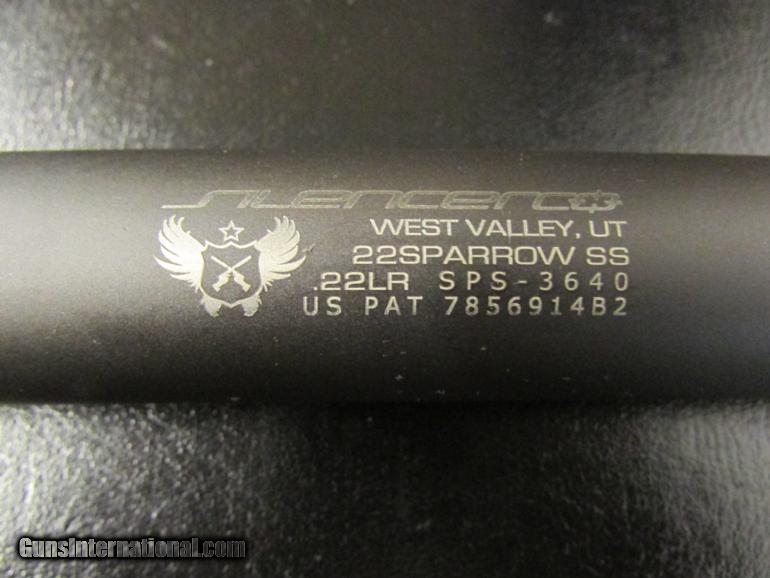 SILENCERCO
WEST VALLEY, UT
22SPARROW SS
.22LR SPS-3640
US PAT 7856914B2
GunsInternational.com